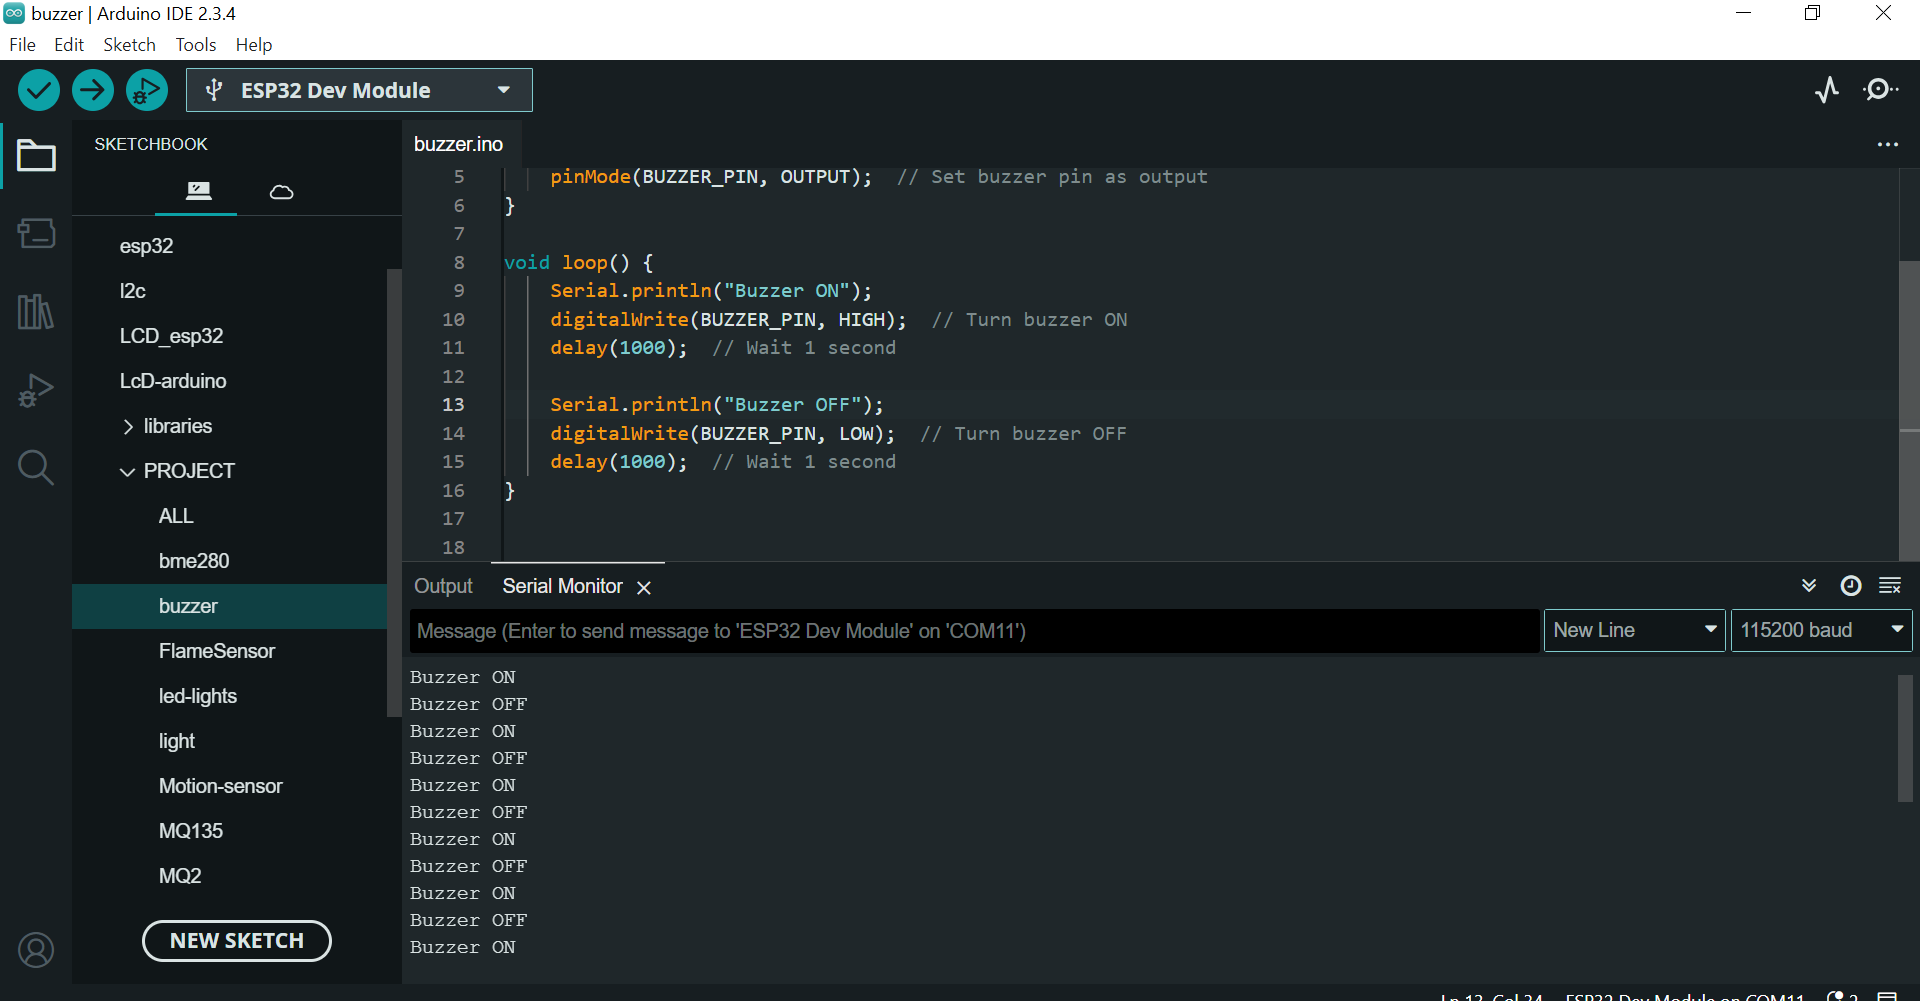 buzzer | Arduino IDE 2.3.4
File Edit Sketch Tools Help
ESP32 Dev Module
SKETCHBOOK
esp32
I2c
LCD_esp32
LcD-arduino
libraries
PROJECT
ALL
bme280
buzzer
FlameSensor
led-lights
light
Motion-sensor
MQ135
MQ2
NEW SKETCH
buzzer.ino
5 pinMode(BUZZER_PIN, OUTPUT); // Set buzzer pin as output
6 }
7
8 void loop() {
9 Serial.println("Buzzer ON");
10 digitalWrite(BUZZER_PIN, HIGH); // Turn buzzer ON
11 delay(1000); // Wait 1 second
12
13 Serial.println("Buzzer OFF");
14 digitalWrite(BUZZER_PIN, LOW); // Turn buzzer OFF
15 delay(1000); // Wait 1 second
16 }
17
18
Output Serial Monitor
Message (Enter to send message to 'ESP32 Dev Module' on 'COM11') New Line 115200 baud
Buzzer ON
Buzzer OFF
Buzzer ON
Buzzer OFF
Buzzer ON
Buzzer OFF
Buzzer ON
Buzzer OFF
Buzzer ON
Buzzer OFF
Buzzer ON
Ln 13, Col 34 ESP32 Dev Module on COM11 2